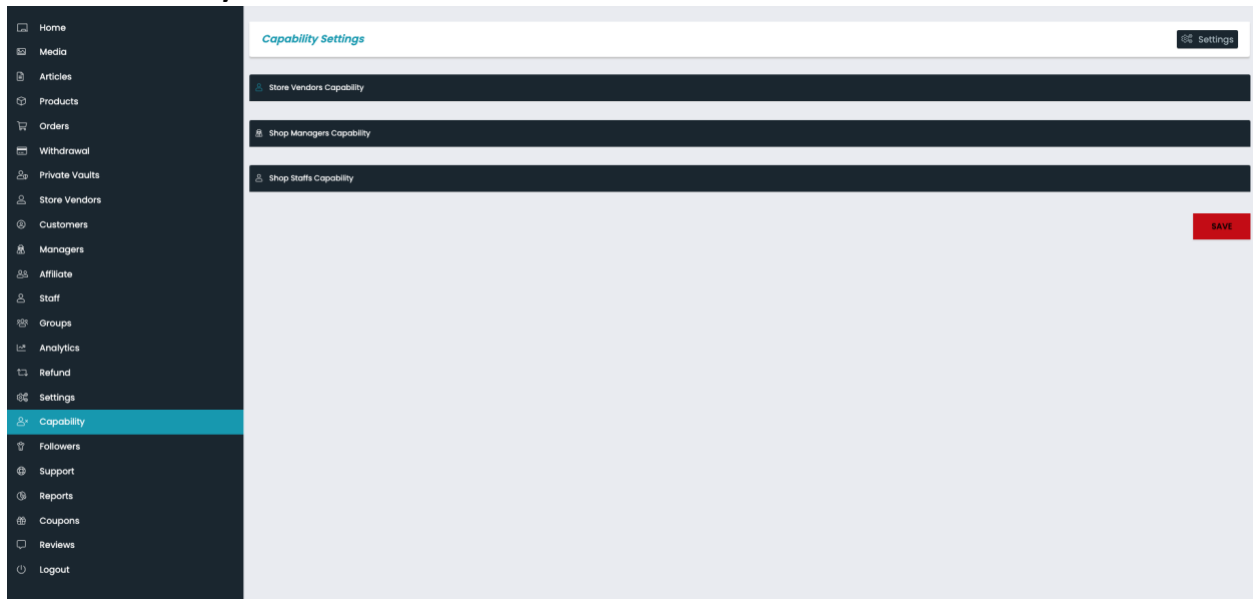 Home
Media
Articles
Products
Orders
Withdrawal
Private Vaults
Store Vendors
Customers
Managers
Affiliate
Staff
Groups
Analytics
Refund
Settings
Capability
Followers
Support
Reports
Coupons
Reviews
Logout
Capability Settings
Settings
Store Vendors Capability
Shop Managers Capability
Shop Staffs Capability
SAVE